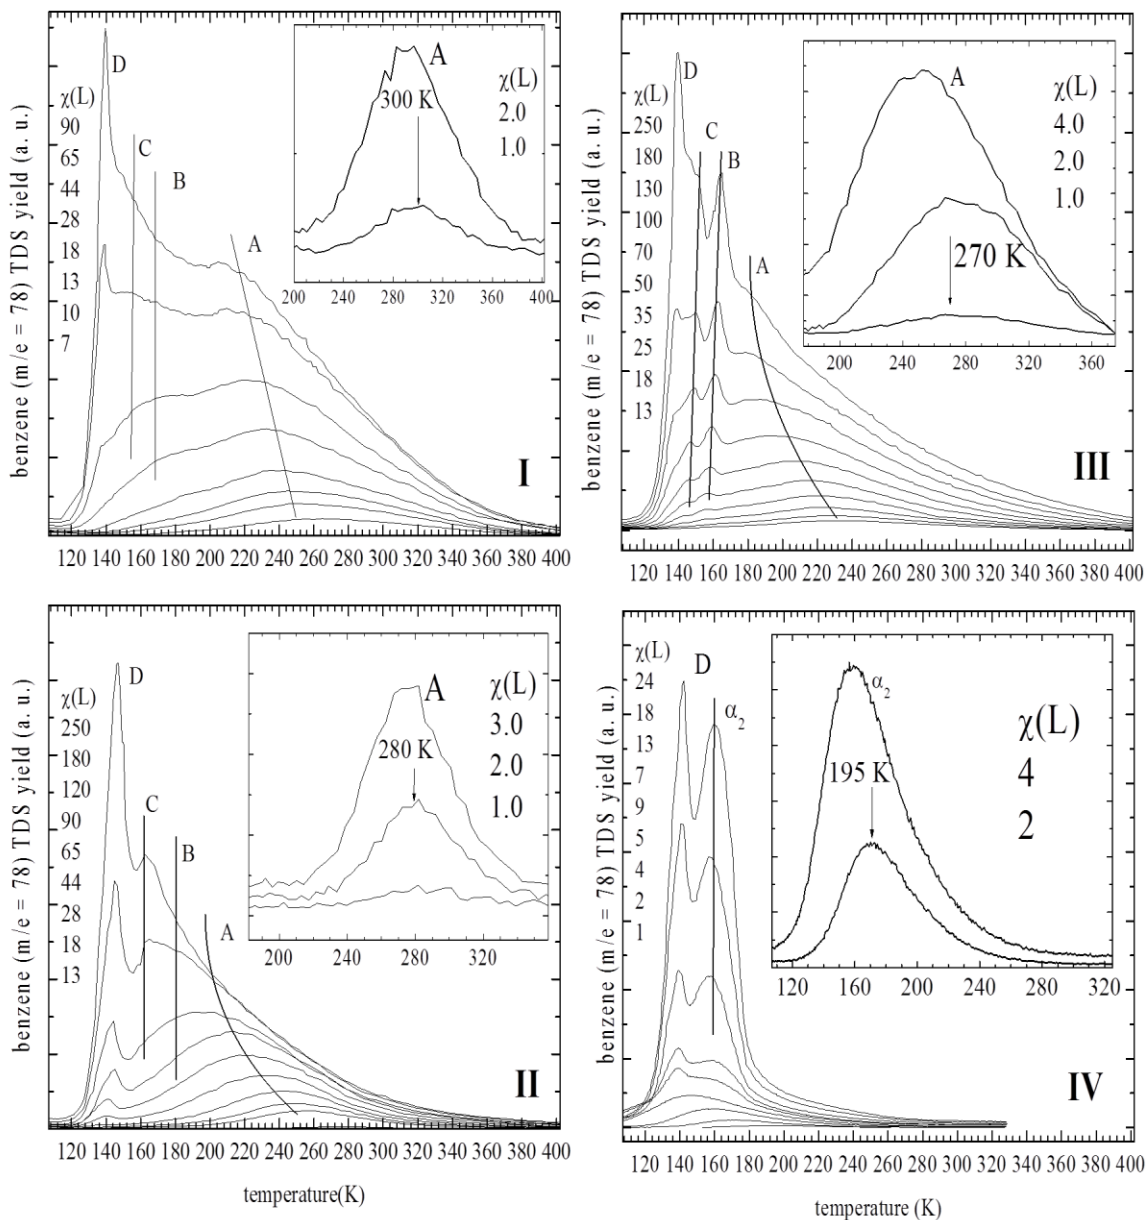 benzene (m/e = 78) TDS yield (a. u.)
χ(L)
90
65
44
28
18
13
10
7
D
C
B
A
I
A
300 K
χ(L)
2.0
1.0
200 240 280 320 360 400
120 140 160 180 200 220 240 260 280 300 320 340 360 380 400
benzene (m/e = 78) TDS yield (a. u.)
χ(L)
250
180
130
100
70
50
35
25
18
13
D
C
B
A
III
A
270 K
χ(L)
4.0
2.0
1.0
200 240 280 320 360
120 140 160 180 200 220 240 260 280 300 320 340 360 380 400
benzene (m/e = 78) TDS yield (a. u.)
χ(L)
250
180
120
90
65
44
28
18
13
D
C
B
A
II
A
280 K
χ(L)
3.0
2.0
1.0
200 240 280 320
120 140 160 180 200 220 240 260 280 300 320 340 360 380 400
temperature(K)
benzene (m/e = 78) TDS yield (a. u.)
χ(L)
24
18
13
7
9
5
4
2
1
D
α2
IV
α2
195 K
χ(L)
4
2
120 160 200 240 280 320
120 140 160 180 200 220 240 260 280 300 320 340 360 380 400
temperature (K)